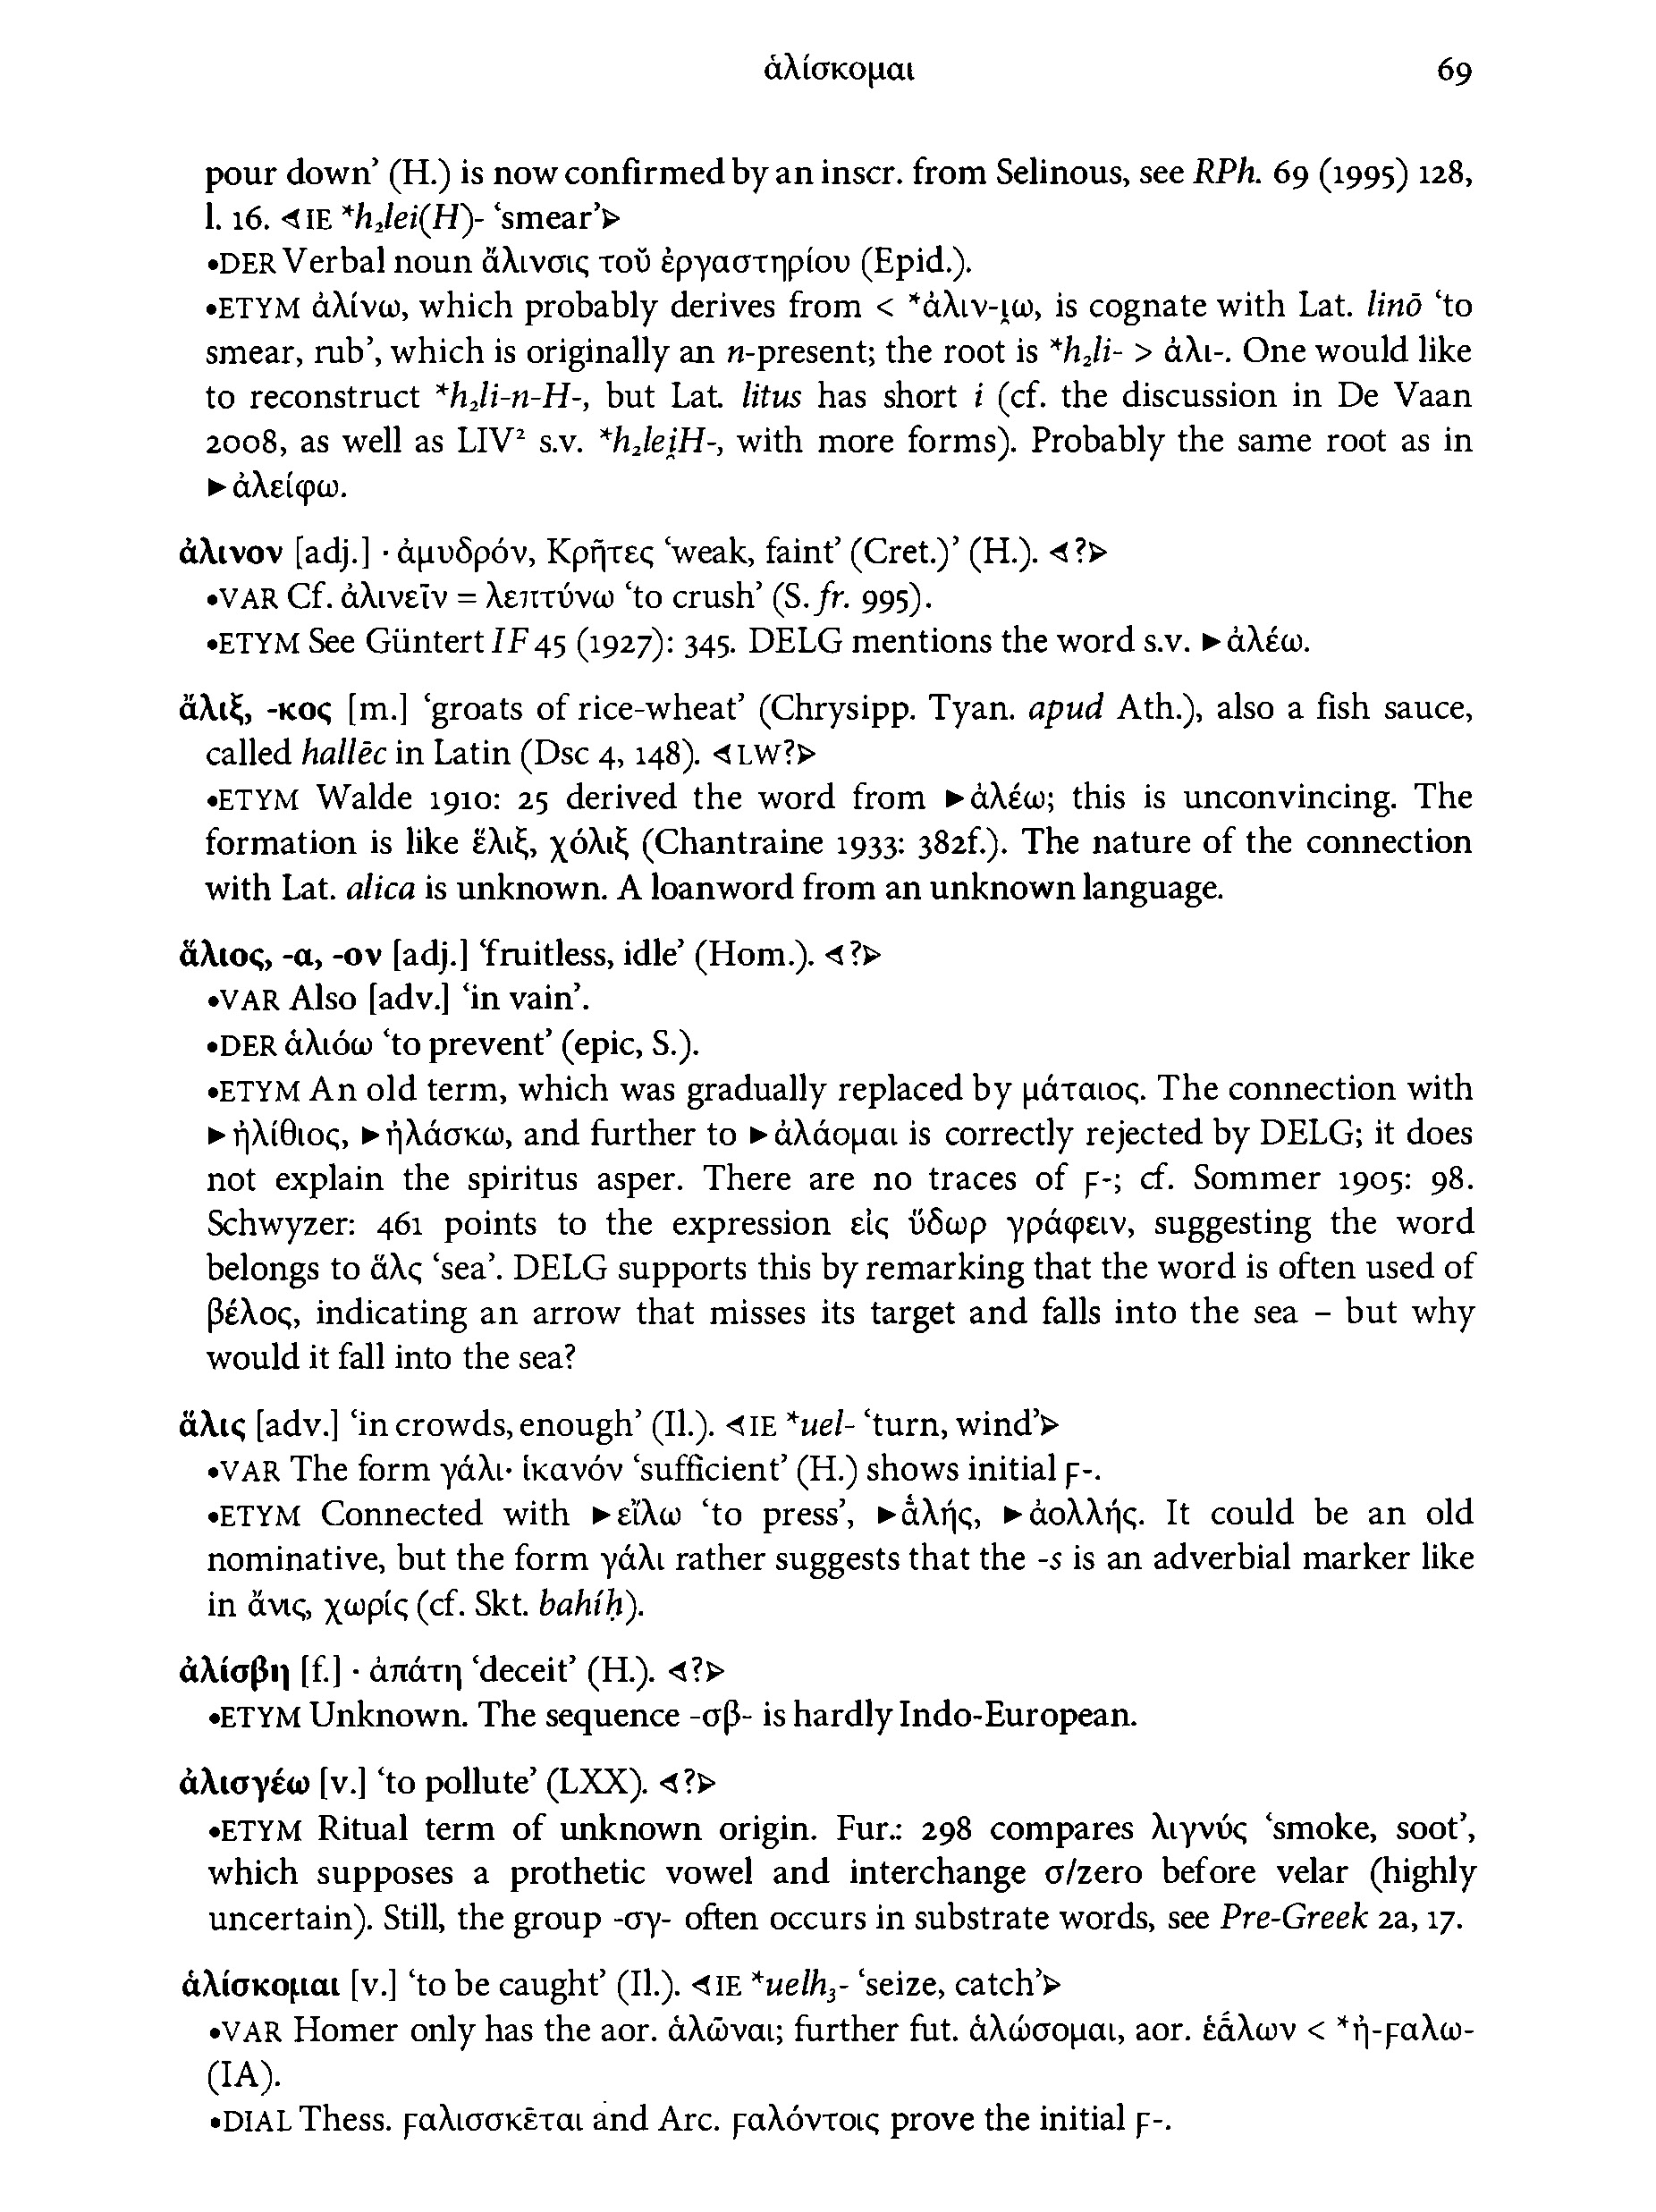 ἁλίσκομαι 69
pour down’ (H.) is now confirmed by an inscr. from Selinous, see RPh. 69 (1995) 128,
l. 16. ◁IE *h₂lei(H)- ‘smear’▷
•DER Verbal noun ἄλινσις τοῦ ἐργαστηρίου (Epid.).
•ETYM ἀλίνω, which probably derives from < *ἀλιν-ι̯ω, is cognate with Lat. linō ‘to
smear, rub’, which is originally an n-present; the root is *h₂li- > ἀλι-. One would like
to reconstruct *h₂li-n-H-, but Lat. litus has short i (cf. the discussion in De Vaan
2008, as well as LIV² s.v. *h₂lei̯H-, with more forms). Probably the same root as in
►ἀλείφω.
ἀλινον [adj.] · ἀμυδρόν, Κρῆτες ‘weak, faint’ (Cret.)’ (H.). ◁?▷
•VAR Cf. ἀλινεῖν = λεπτύνω ‘to crush’ (S. fr. 995).
•ETYM See Güntert IF 45 (1927): 345. DELG mentions the word s.v. ►ἀλέω.
ἄλιξ, -κος [m.] ‘groats of rice-wheat’ (Chrysipp. Tyan. apud Ath.), also a fish sauce,
called hallēc in Latin (Dsc 4, 148). ◁LW?▷
•ETYM Walde 1910: 25 derived the word from ►ἀλέω; this is unconvincing. The
formation is like ἕλιξ, χόλιξ (Chantraine 1933: 382f.). The nature of the connection
with Lat. alica is unknown. A loanword from an unknown language.
ἅλιος, -α, -ον [adj.] ‘fruitless, idle’ (Hom.). ◁?▷
•VAR Also [adv.] ‘in vain’.
•DER ἁλιόω ‘to prevent’ (epic, S.).
•ETYM An old term, which was gradually replaced by μάταιος. The connection with
►ἠλίθιος, ►ἠλάσκω, and further to ►ἀλάομαι is correctly rejected by DELG; it does
not explain the spiritus asper. There are no traces of ϝ-; cf. Sommer 1905: 98.
Schwyzer: 461 points to the expression εἰς ὕδωρ γράφειν, suggesting the word
belongs to ἅλς ‘sea’. DELG supports this by remarking that the word is often used of
βέλος, indicating an arrow that misses its target and falls into the sea – but why
would it fall into the sea?
ἅλις [adv.] ‘in crowds, enough’ (Il.). ◁IE *uel- ‘turn, wind’▷
•VAR The form γάλι· ἱκανόν ‘sufficient’ (H.) shows initial ϝ-.
•ETYM Connected with ►εἴλω ‘to press’, ►ἁ̄λής, ►ἀολλής. It could be an old
nominative, but the form γάλι rather suggests that the -s is an adverbial marker like
in ἄνις, χωρίς (cf. Skt. bahíḥ).
ἀλίσβη [f.] · ἀπάτη ‘deceit’ (H.). ◁?▷
•ETYM Unknown. The sequence -σβ- is hardly Indo-European.
ἀλισγέω [v.] ‘to pollute’ (LXX). ◁?▷
•ETYM Ritual term of unknown origin. Fur.: 298 compares λιγνύς ‘smoke, soot’,
which supposes a prothetic vowel and interchange σ/zero before velar (highly
uncertain). Still, the group -σγ- often occurs in substrate words, see Pre-Greek 2a, 17.
ἁλίσκομαι [v.] ‘to be caught’ (Il.). ◁IE *uelh₃- ‘seize, catch’▷
•VAR Homer only has the aor. ἁλῶναι; further fut. ἁλώσομαι, aor. ἑά̄λων < *ἠ-ϝαλω-
(IA).
•DIAL Thess. ϝαλισσκε̄ται and Arc. ϝαλόντοις prove the initial ϝ-.